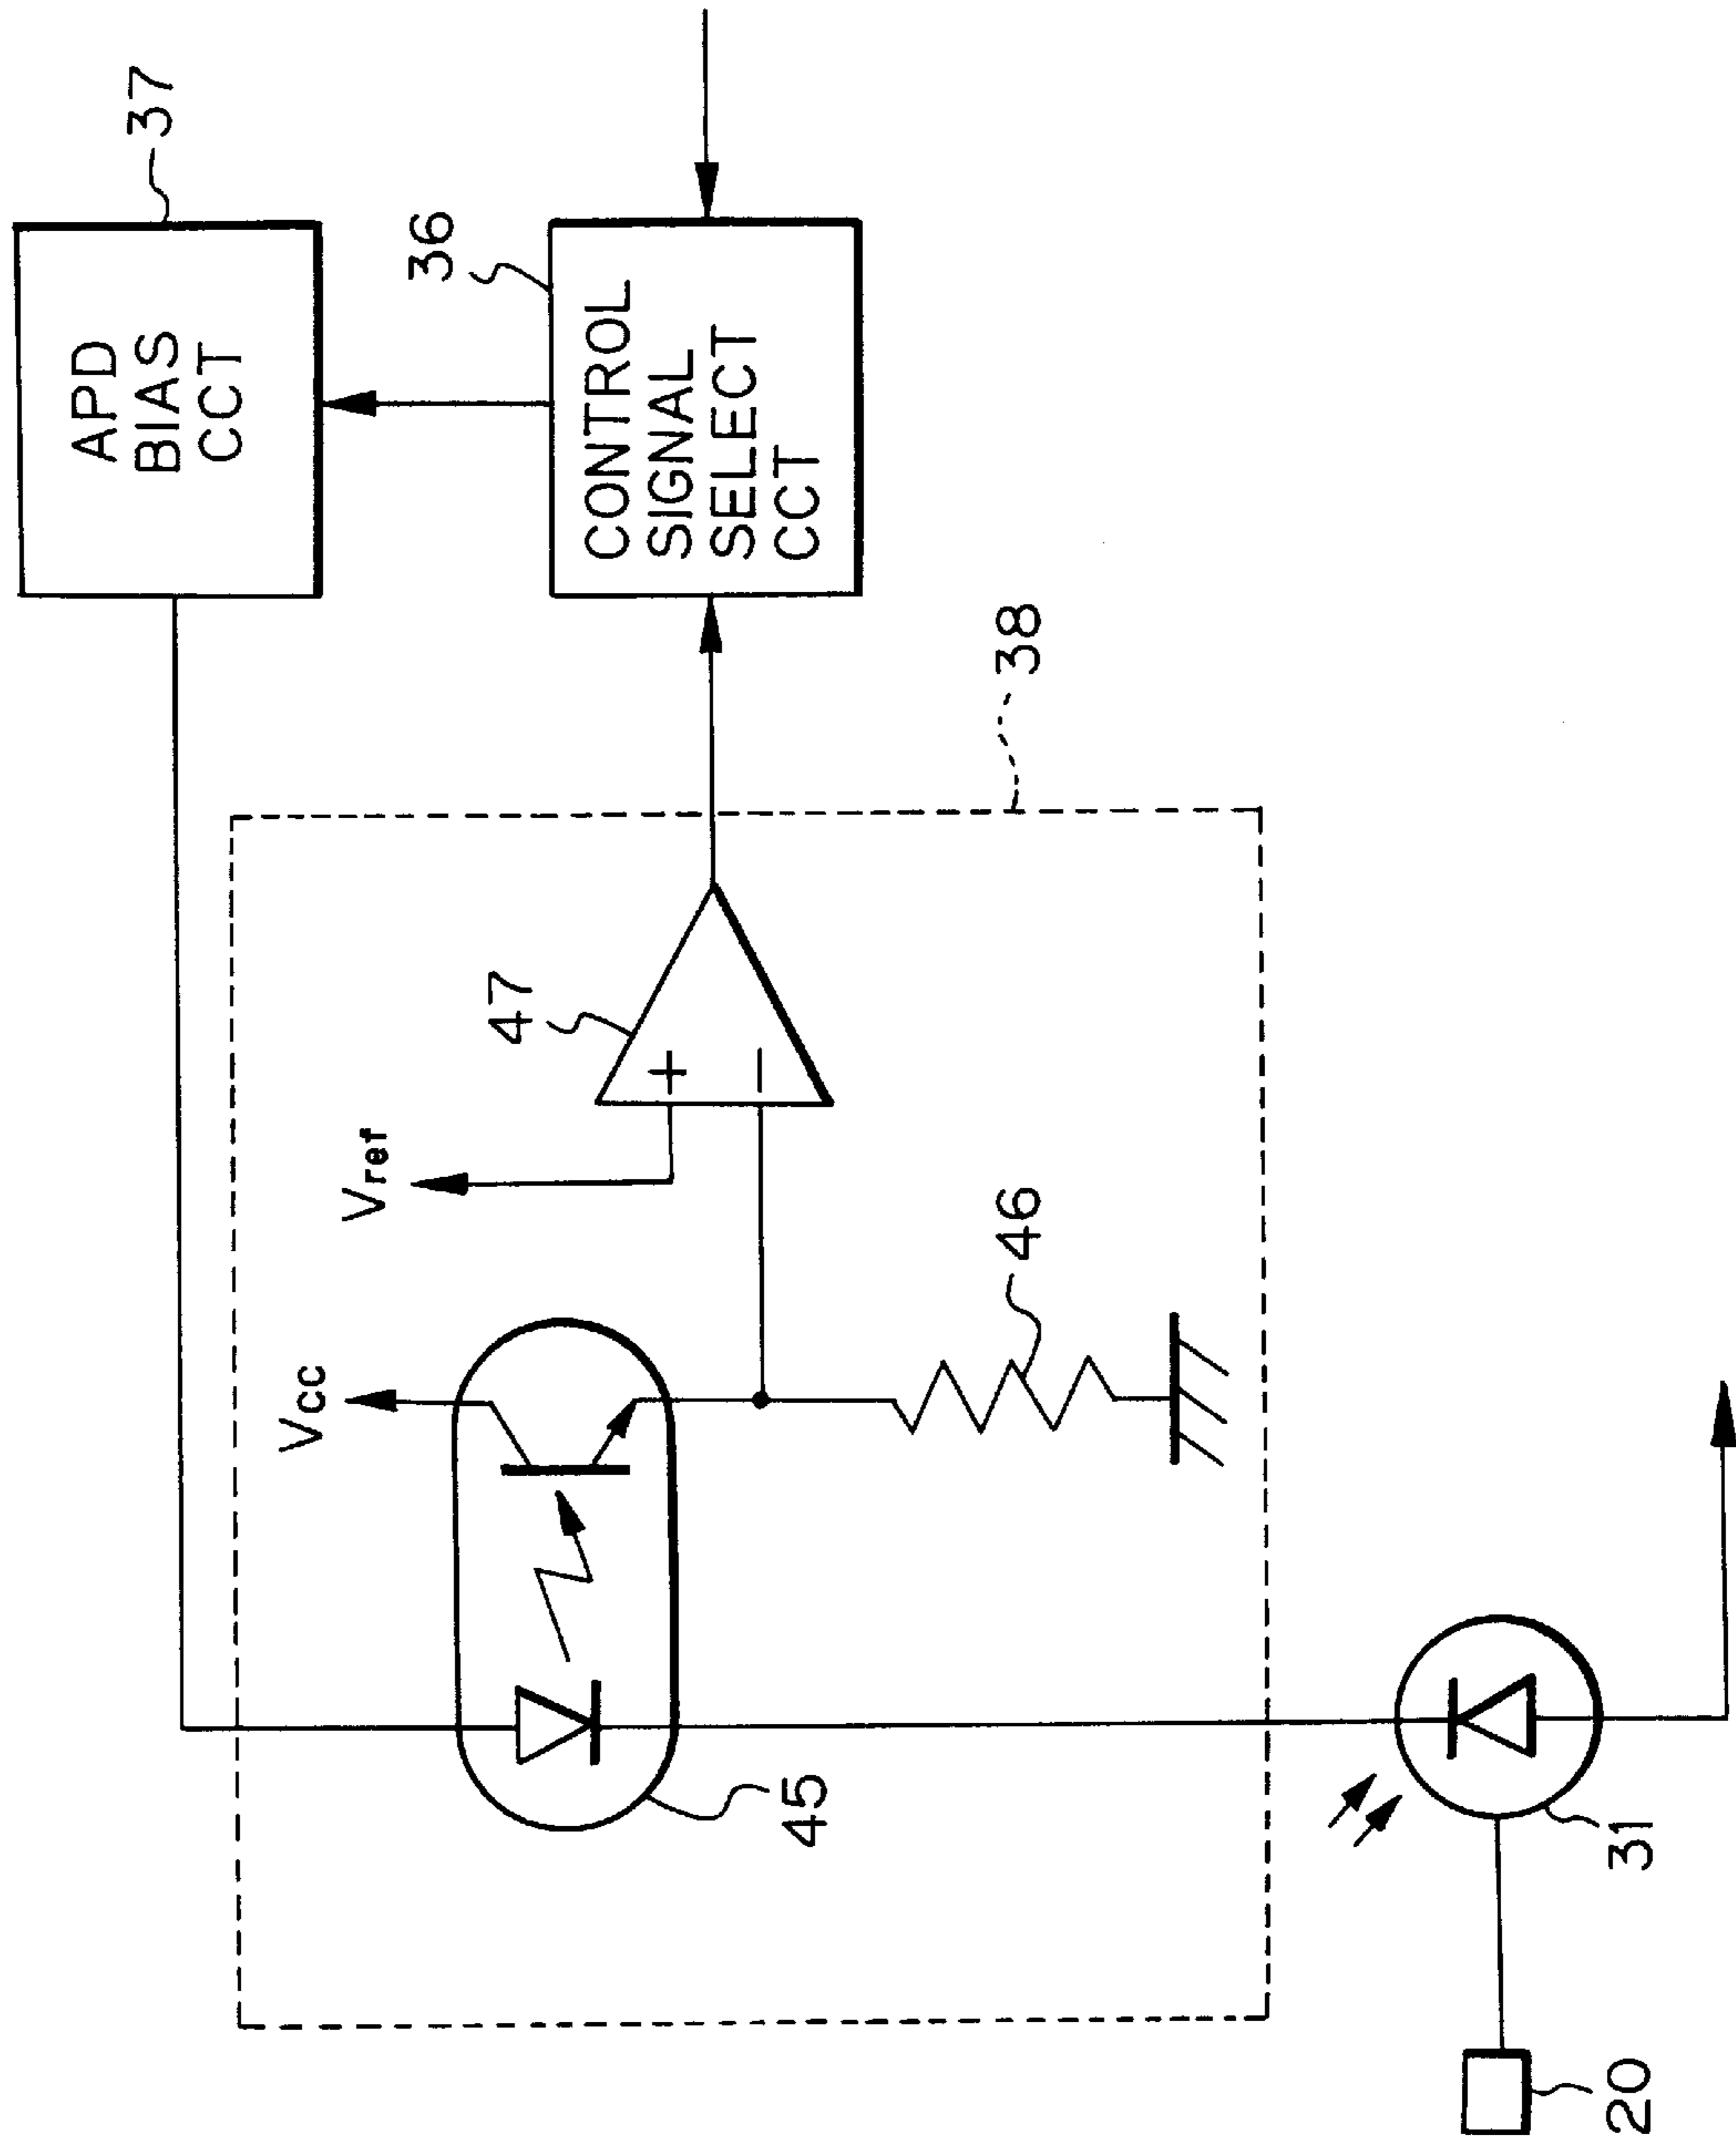 APD
BIAS
CCT
37
36
CONTROL
SIGNAL
SELECT
CCT
38
47
+
−
Vref
Vcc
46
45
31
20